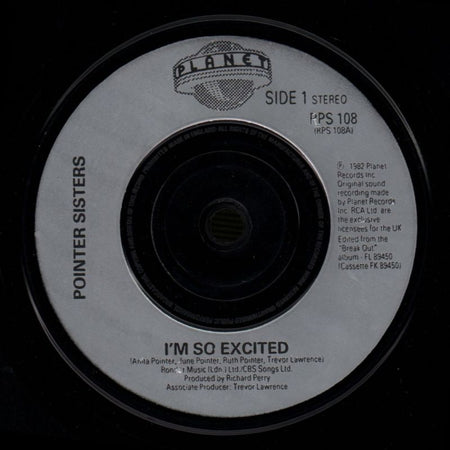 PLANET
SIDE 1 STEREO
RPS 108
(RPS 108A)
POINTER SISTERS
℗ 1982 Planet
Records Inc.
Original sound
recording made
by Planet Records
Inc. RCA Ltd. are
the exclusive
licensees for the UK
Edited from the
"Break Out"
album - FL 89450
(Cassette FK 89450)
I'M SO EXCITED
(Anita Pointer, June Pointer, Ruth Pointer, Trevor Lawrence)
Rondor Music (Ldn.) Ltd./CBS Songs Ltd.
Produced by Richard Perry
Associate Producer: Trevor Lawrence